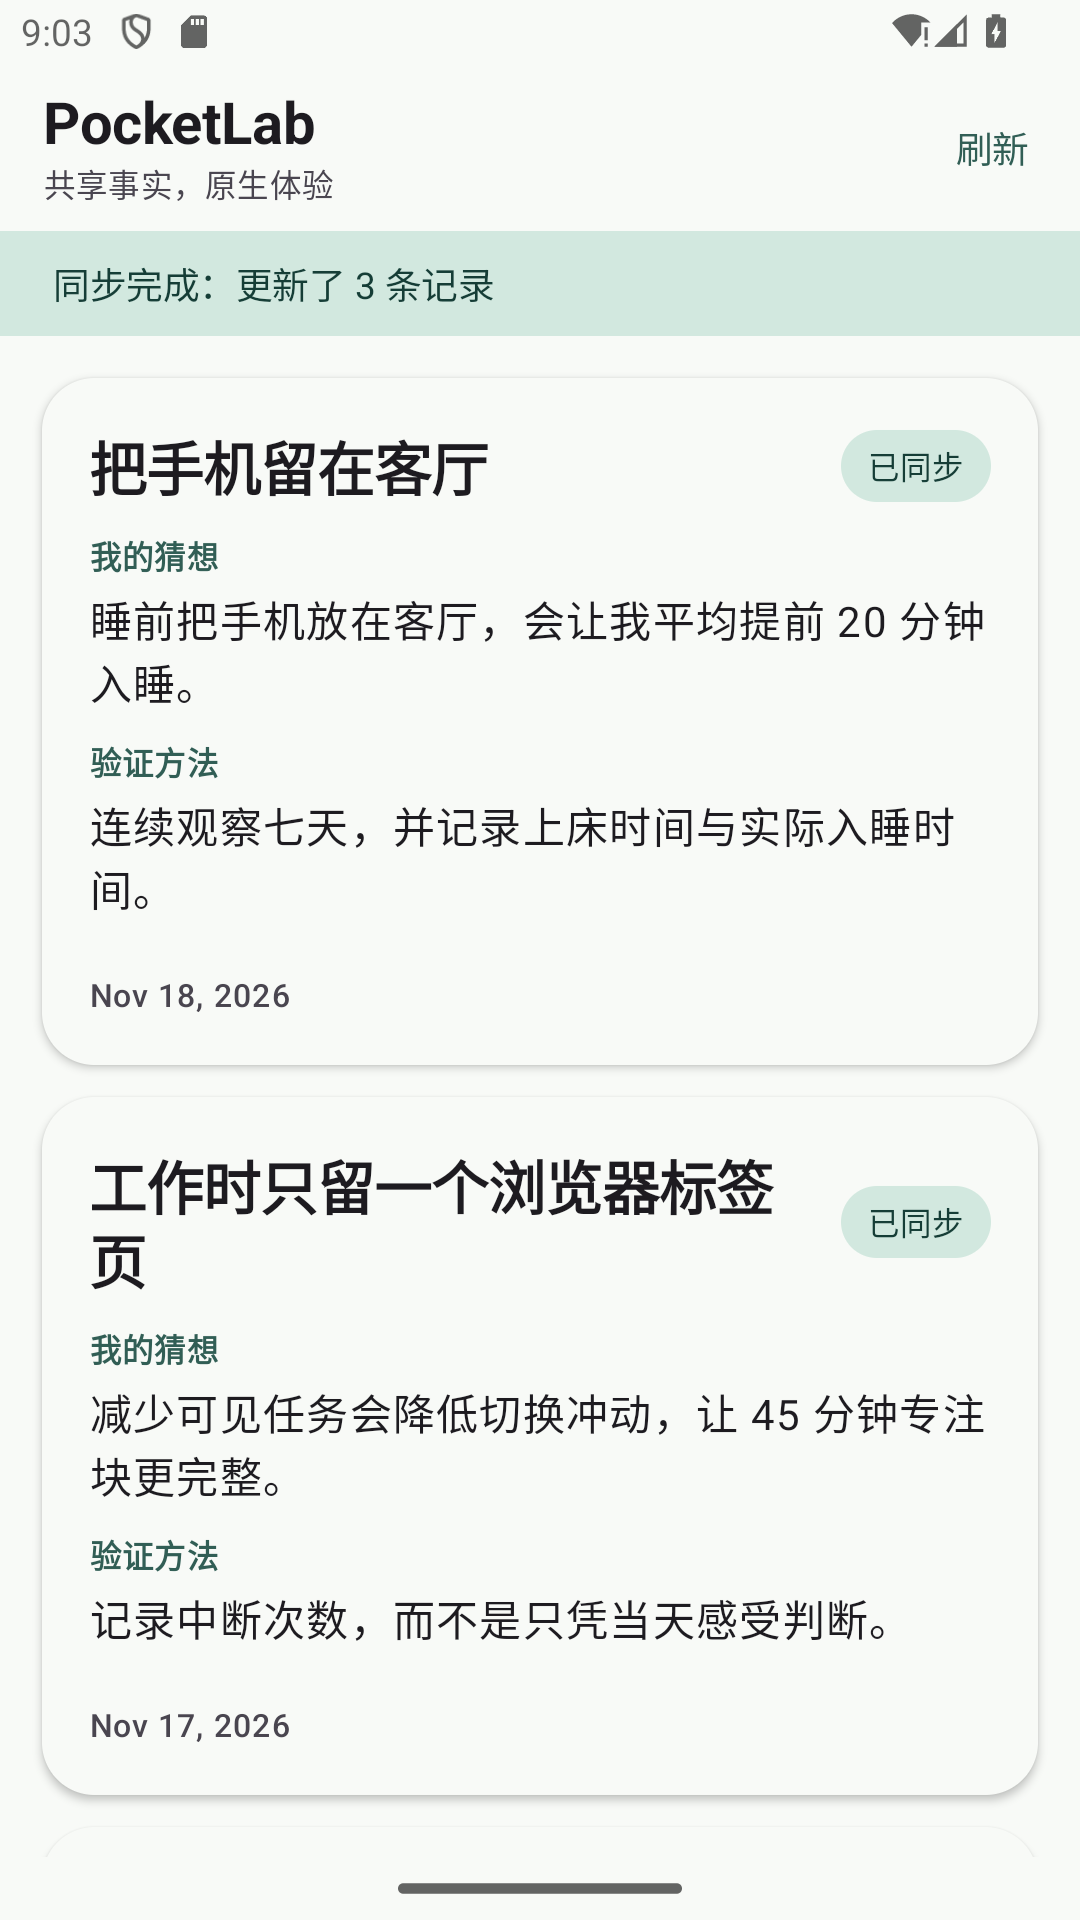 9:03
PocketLab
刷新
共享事实，原生体验
同步完成：更新了 3 条记录
把手机留在客厅
已同步
我的猜想
睡前把手机放在客厅，会让我平均提前 20 分钟
入睡。
验证方法
连续观察七天，并记录上床时间与实际入睡时
间。
Nov 18, 2026
工作时只留一个浏览器标签
页
已同步
我的猜想
减少可见任务会降低切换冲动，让 45 分钟专注
块更完整。
验证方法
记录中断次数，而不是只凭当天感受判断。
Nov 17, 2026